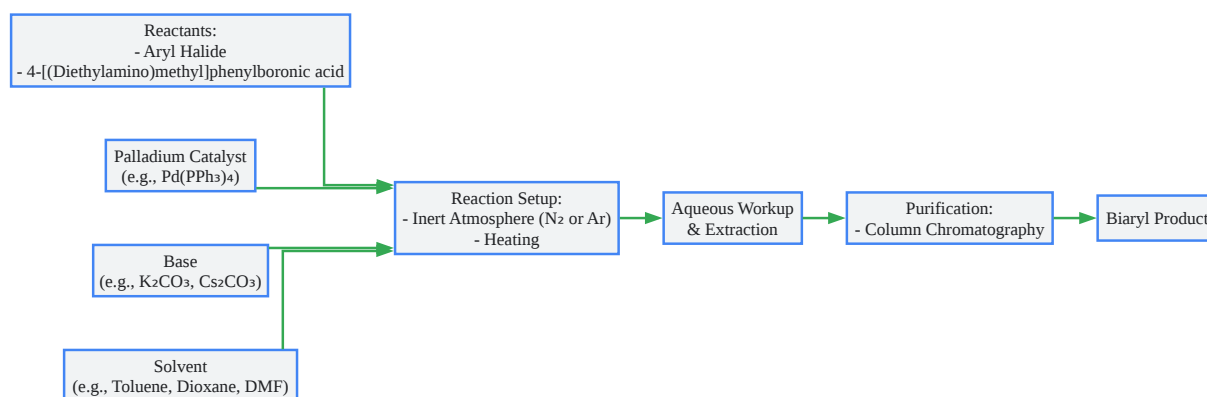 Reactants:
- Aryl Halide
- 4-[(Diethylamino)methyl]phenylboronic acid
Palladium Catalyst
(e.g., Pd(PPh₃)₄)
Base
(e.g., K₂CO₃, Cs₂CO₃)
Solvent
(e.g., Toluene, Dioxane, DMF)
Reaction Setup:
- Inert Atmosphere (N₂ or Ar)
- Heating
Aqueous Workup
& Extraction
Purification:
- Column Chromatography
Biaryl Product